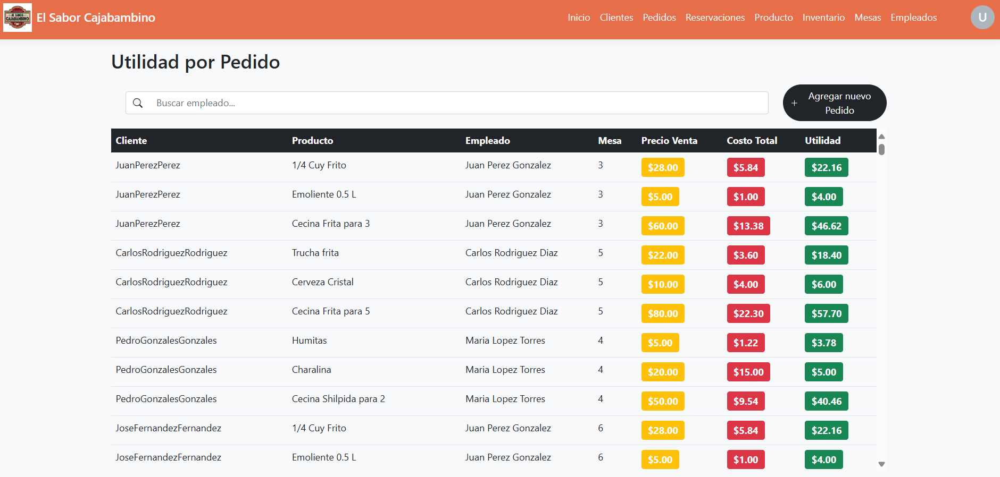 EL SABOR
CAJABAMBINO
El Sabor Cajabambino
Inicio Clientes Pedidos Reservaciones Producto Inventario Mesas Empleados U
Utilidad por Pedido
Buscar empleado...
+ Agregar nuevo
Pedido
Cliente Producto Empleado Mesa Precio Venta Costo Total Utilidad
JuanPerezPerez 1/4 Cuy Frito Juan Perez Gonzalez 3 $28.00 $5.84 $22.16
JuanPerezPerez Emoliente 0.5 L Juan Perez Gonzalez 3 $5.00 $1.00 $4.00
JuanPerezPerez Cecina Frita para 3 Juan Perez Gonzalez 3 $60.00 $13.38 $46.62
CarlosRodriguezRodriguez Trucha frita Carlos Rodriguez Diaz 5 $22.00 $3.60 $18.40
CarlosRodriguezRodriguez Cerveza Cristal Carlos Rodriguez Diaz 5 $10.00 $4.00 $6.00
CarlosRodriguezRodriguez Cecina Frita para 5 Carlos Rodriguez Diaz 5 $80.00 $22.30 $57.70
PedroGonzalesGonzales Humitas Maria Lopez Torres 4 $5.00 $1.22 $3.78
PedroGonzalesGonzales Charalina Maria Lopez Torres 4 $20.00 $15.00 $5.00
PedroGonzalesGonzales Cecina Shilpida para 2 Maria Lopez Torres 4 $50.00 $9.54 $40.46
JoseFernandezFernandez 1/4 Cuy Frito Juan Perez Gonzalez 6 $28.00 $5.84 $22.16
JoseFernandezFernandez Emoliente 0.5 L Juan Perez Gonzalez 6 $5.00 $1.00 $4.00